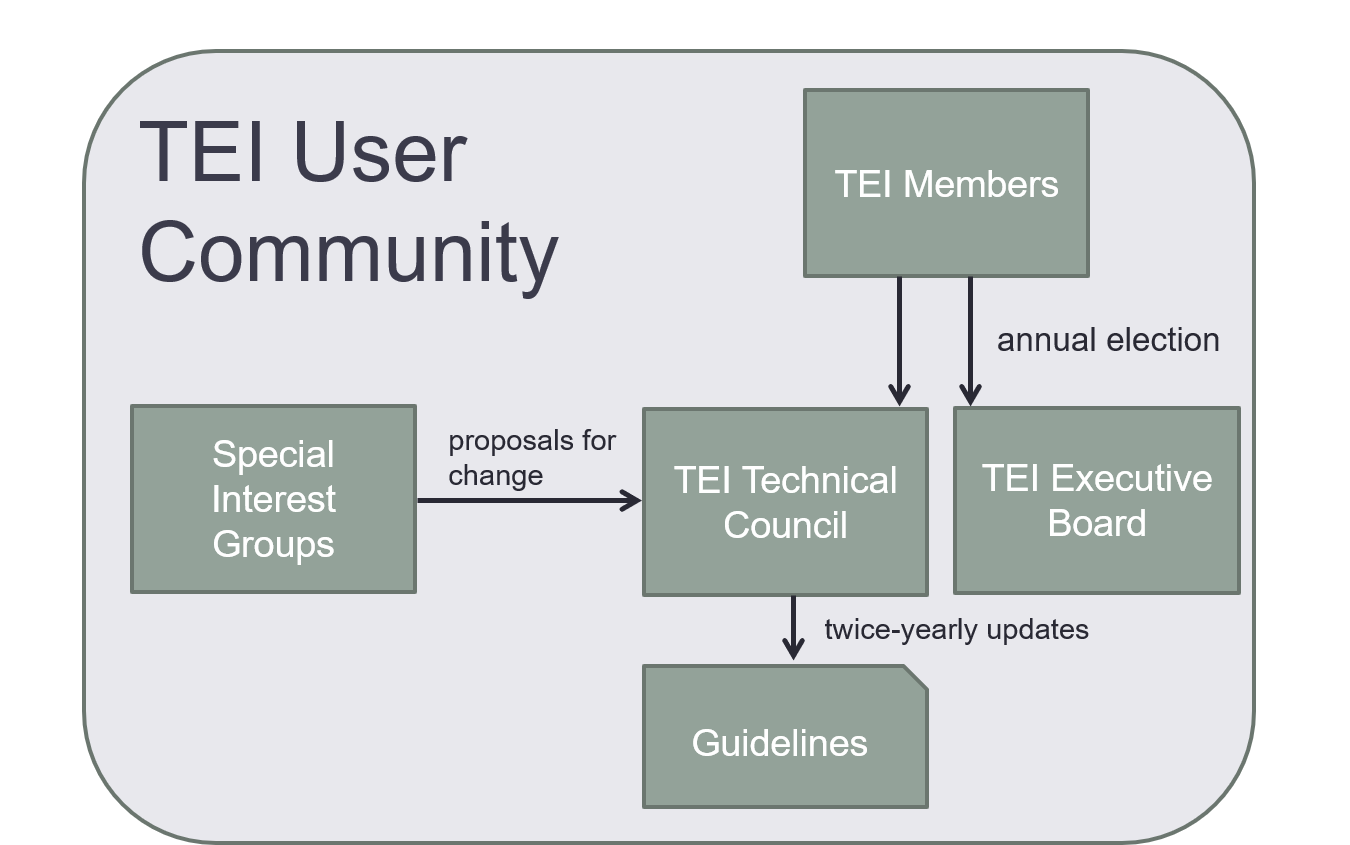 TEI User
Community
TEI Members
annual election
Special
Interest
Groups
proposals for
change
TEI Technical
Council
TEI Executive
Board
twice-yearly updates
Guidelines